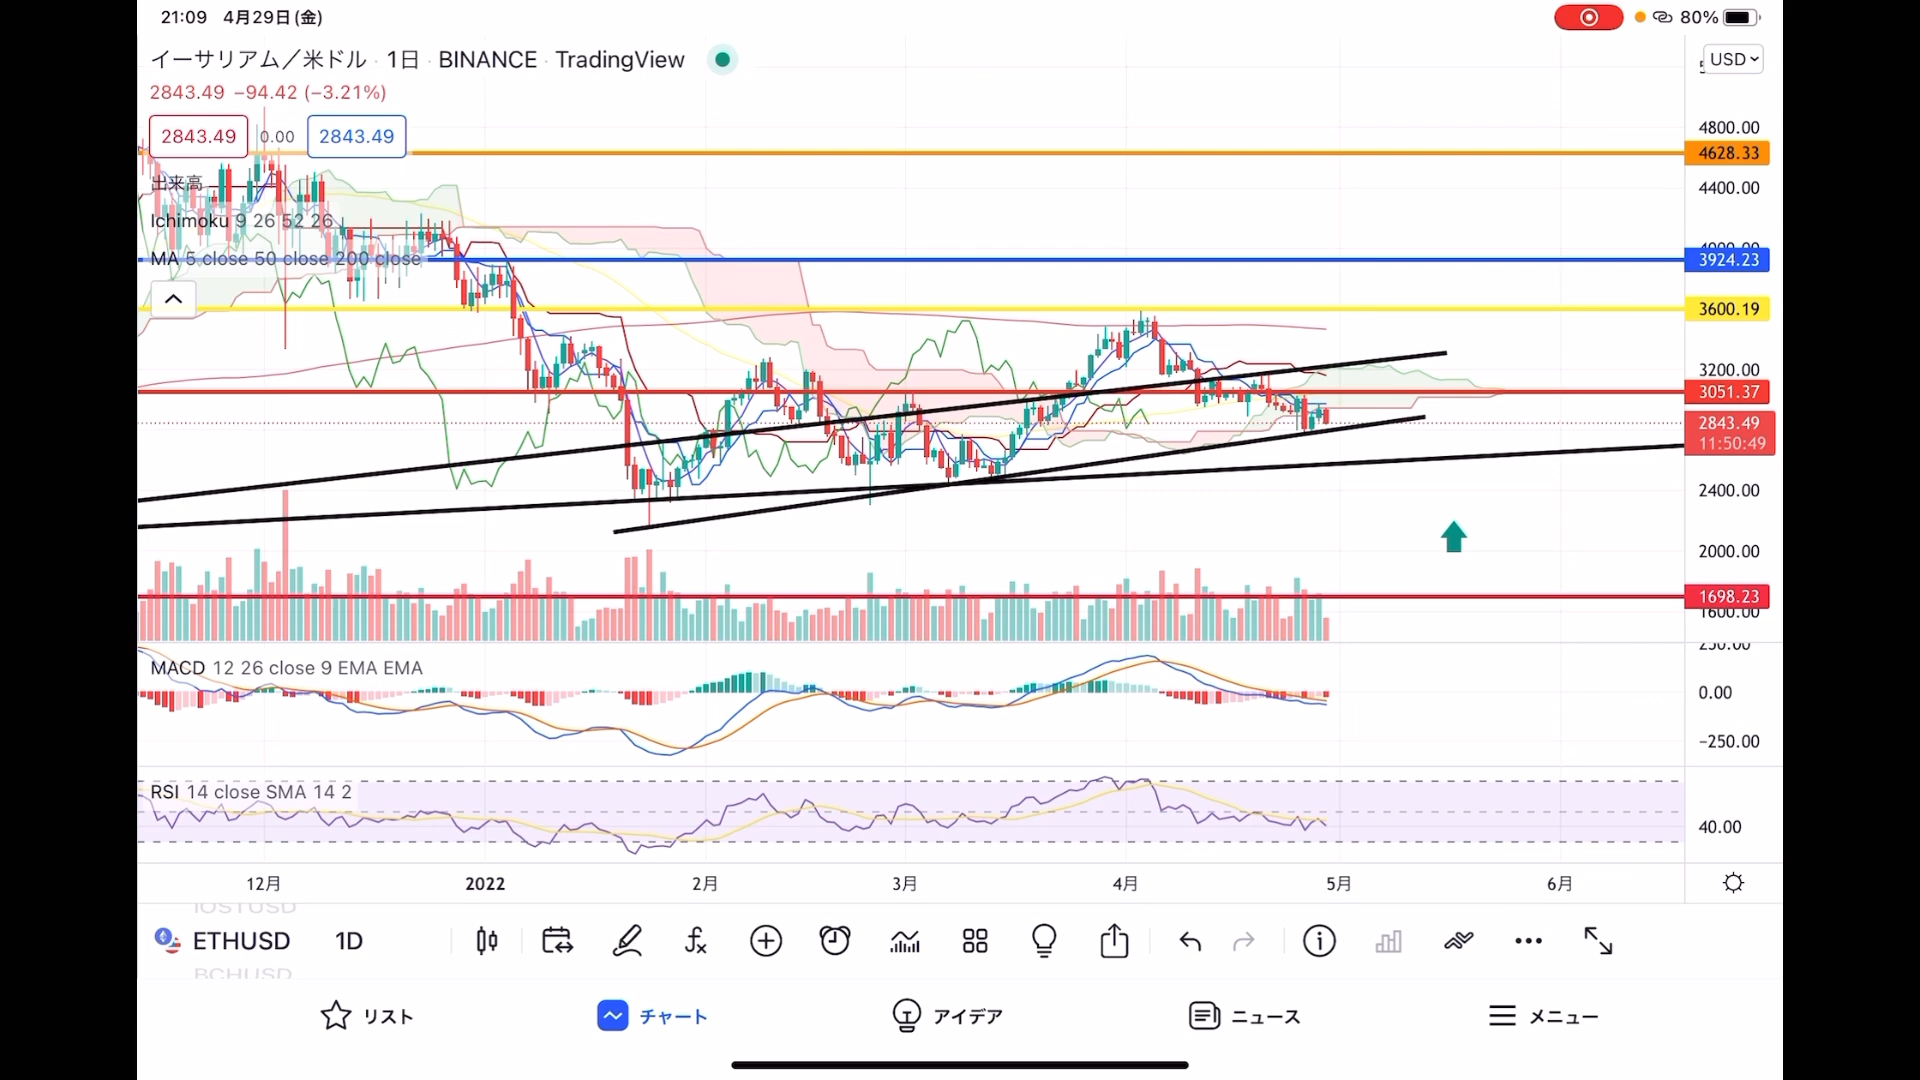 21:09 4月29日(金)
80%
イーサリアム／米ドル · 1日 · BINANCE · TradingView
USD
2843.49 −94.42 (−3.21%)
2843.49 0.00 2843.49
出来高
Ichimoku 9 26 52 26
MA 5 close 50 close 200 close
4800.00
4628.33
4400.00
3924.23
3600.19
3200.00
3051.37
2843.49
11:50:49
2400.00
2000.00
1698.23
1600.00
250.00
MACD 12 26 close 9 EMA EMA
0.00
−250.00
RSI 14 close SMA 14 2
40.00
12月 2022 2月 3月 4月 5月 6月
IOSTUSD
ETHUSD 1D
BCHUSD
リスト チャート アイデア ニュース メニュー